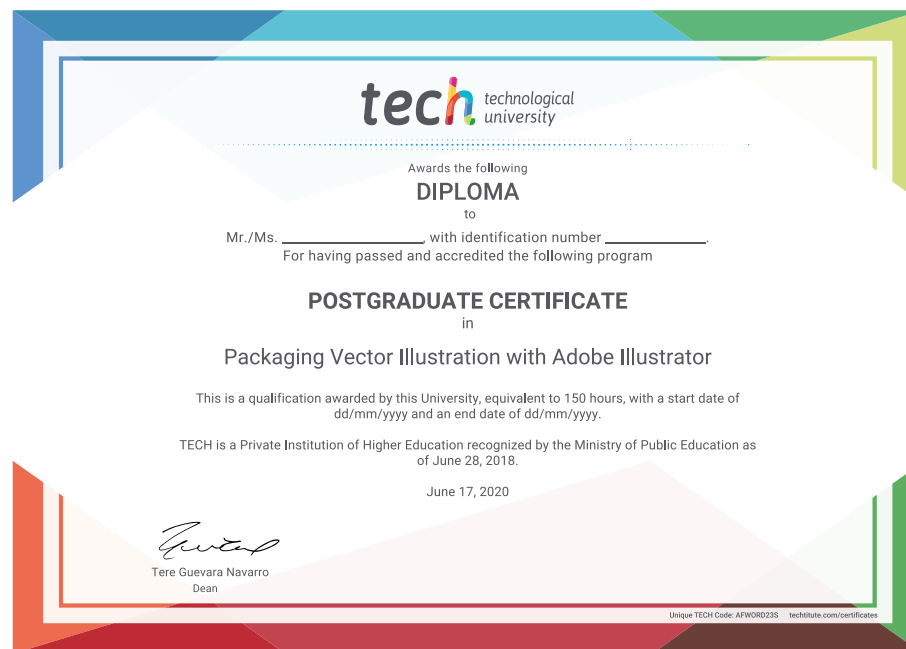 tech technological
university
Awards the following
DIPLOMA
to
Mr./Ms. ____________, with identification number ____________.
For having passed and accredited the following program
POSTGRADUATE CERTIFICATE
in
Packaging Vector Illustration with Adobe Illustrator
This is a qualification awarded by this University, equivalent to 150 hours, with a start date of
dd/mm/yyyy and an end date of dd/mm/yyyy.
TECH is a Private Institution of Higher Education recognized by the Ministry of Public Education as
of June 28, 2018.
June 17, 2020
Tere Guevara Navarro
Dean
Unique TECH Code: AFWORD23S techtitute.com/certificates